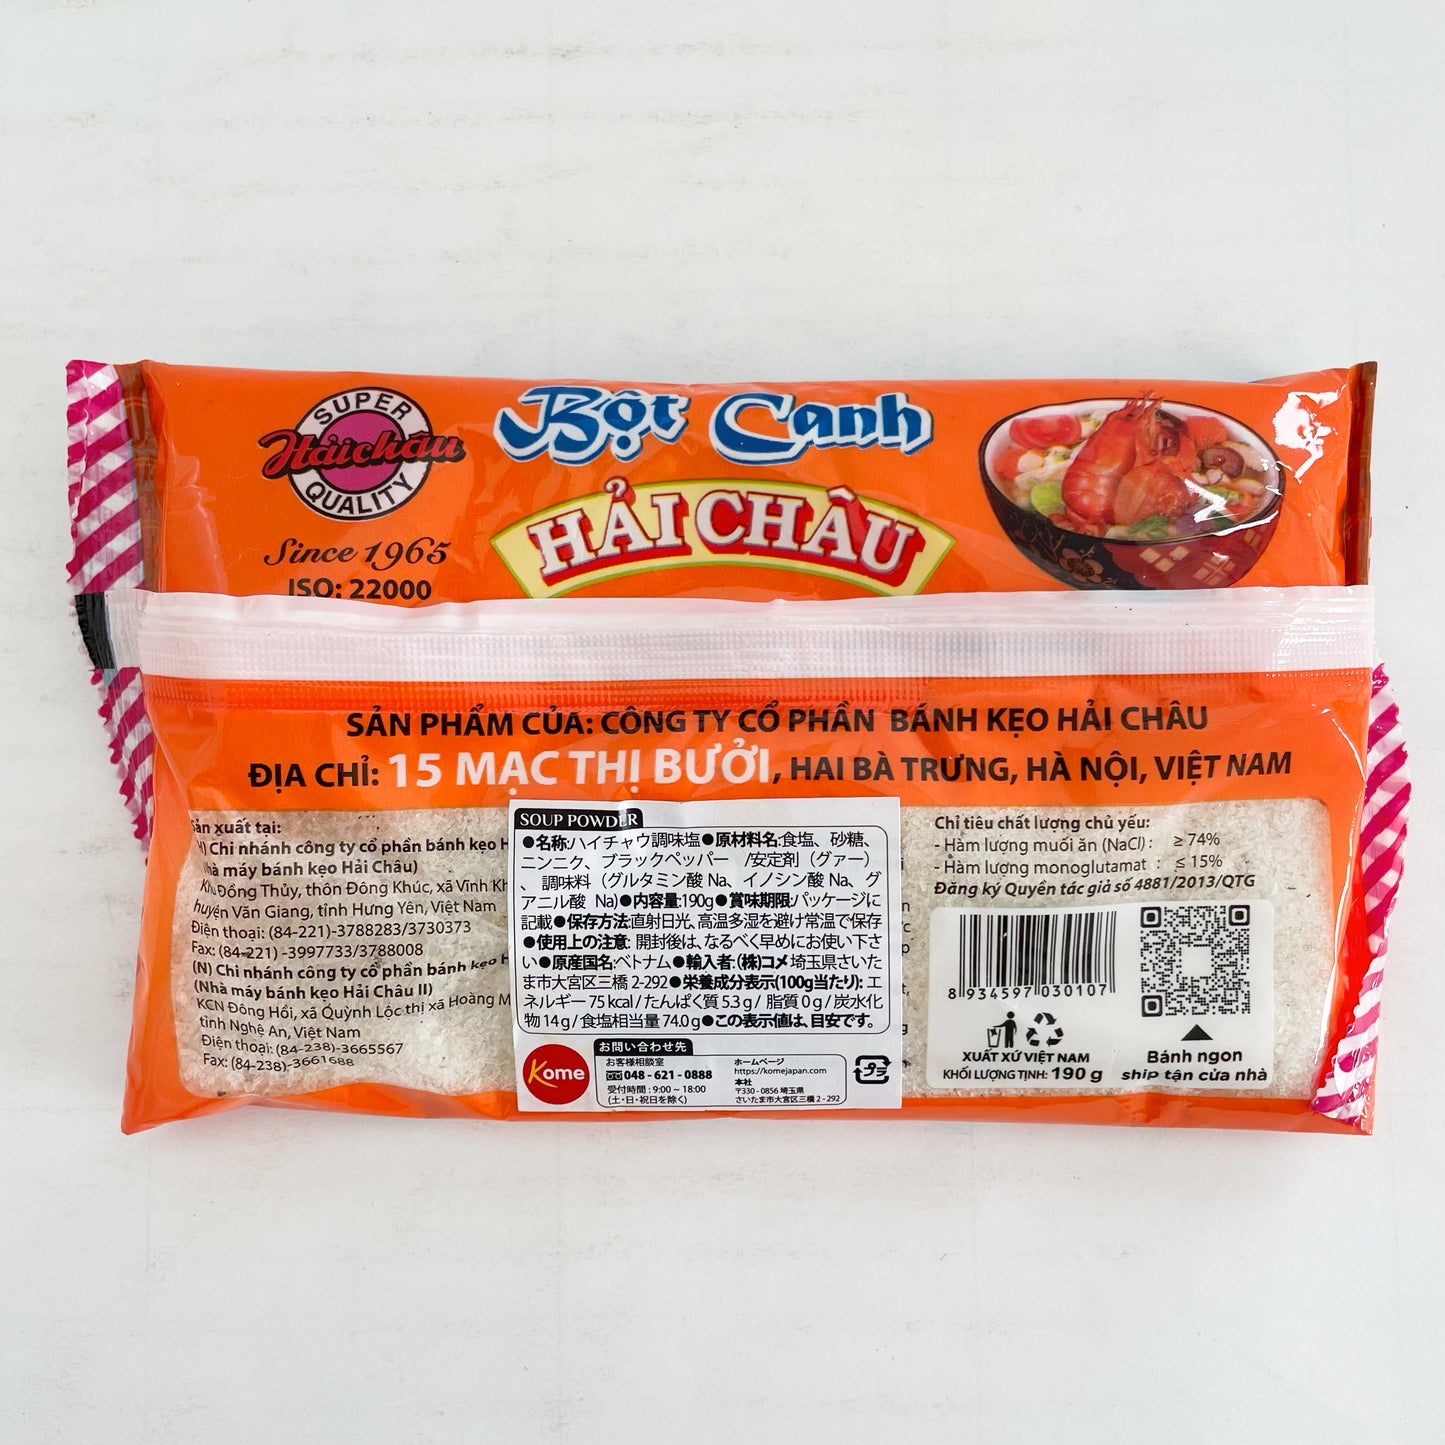 SUPER
Hảichâu
QUALITY
Since 1965
ISO: 22000
Bột Canh
HẢI CHÂU
SẢN PHẨM CỦA: CÔNG TY CỔ PHẦN BÁNH KẸO HẢI CHÂU
ĐỊA CHỈ: 15 MẠC THỊ BƯỞI, HAI BÀ TRƯNG, HÀ NỘI, VIỆT NAM
Sản xuất tại:
Chi nhánh công ty cổ phần bánh kẹo H
máy bánh kẹo Hải Châu)
Khu Đồng Thủy, thôn Đông Khúc, xã Vĩnh Kh
huyện Văn Giang, tỉnh Hưng Yên, Việt Nam
Điện thoại: (84-221)-3788283/3730373
Fax: (84-221) -3997733/3788008
(N) Chi nhánh công ty cổ phần bánh kẹo H
(Nhà máy bánh kẹo Hải Châu II)
KCN Đông Hồi, xã Quỳnh Lộc thị xã Hoàng M
tỉnh Nghệ An, Việt Nam
Điện thoại: (84-238)-3665567
Fax: (84-238)-3661688
SOUP POWDER
●名称:ハイチャウ調味塩●原材料名:食塩、砂糖、
ニンニク、ブラックペッパー /安定剤（グァー）
、調味料（グルタミン酸 Na、イノシン酸 Na、グ
アニル酸 Na)●内容量:190g●賞味期限:パッケージに
記載●保存方法:直射日光,高温多湿を避け常温で保存
●使用上の注意: 開封後は、なるべく早めにお使い下さ
い●原産国名:ベトナム●輸入者:(株)コメ埼玉県さいた
ま市大宮区三橋 2-292●栄養成分表示(100g当たり): エ
ネルギー 75 kcal / たんぱく質 5.3 g / 脂質 0 g / 炭水化
物 14 g / 食塩相当量 74.0 g●この表示値は、目安です。
Kome
お問い合わせ先
お客様相談室
048 - 621 - 0888
受付時間 : 9:00 ~ 18:00
(土・日・祝日を除く)
ホームページ
https://komejapan.com
本社
〒330 - 0856 埼玉県
さいたま市大宮区三橋 2 - 292
プラ
Chỉ tiêu chất lượng chủ yếu:
- Hàm lượng muối ăn (NaCl) : ≥ 74%
- Hàm lượng monoglutamat : ≤ 15%
Đăng ký Quyền tác giả số 4881/2013/QTG
8 934597 030107
XUẤT XỨ VIỆT NAM
KHỐI LƯỢNG TỊNH: 190 g
Bánh ngon
ship tận cửa nhà